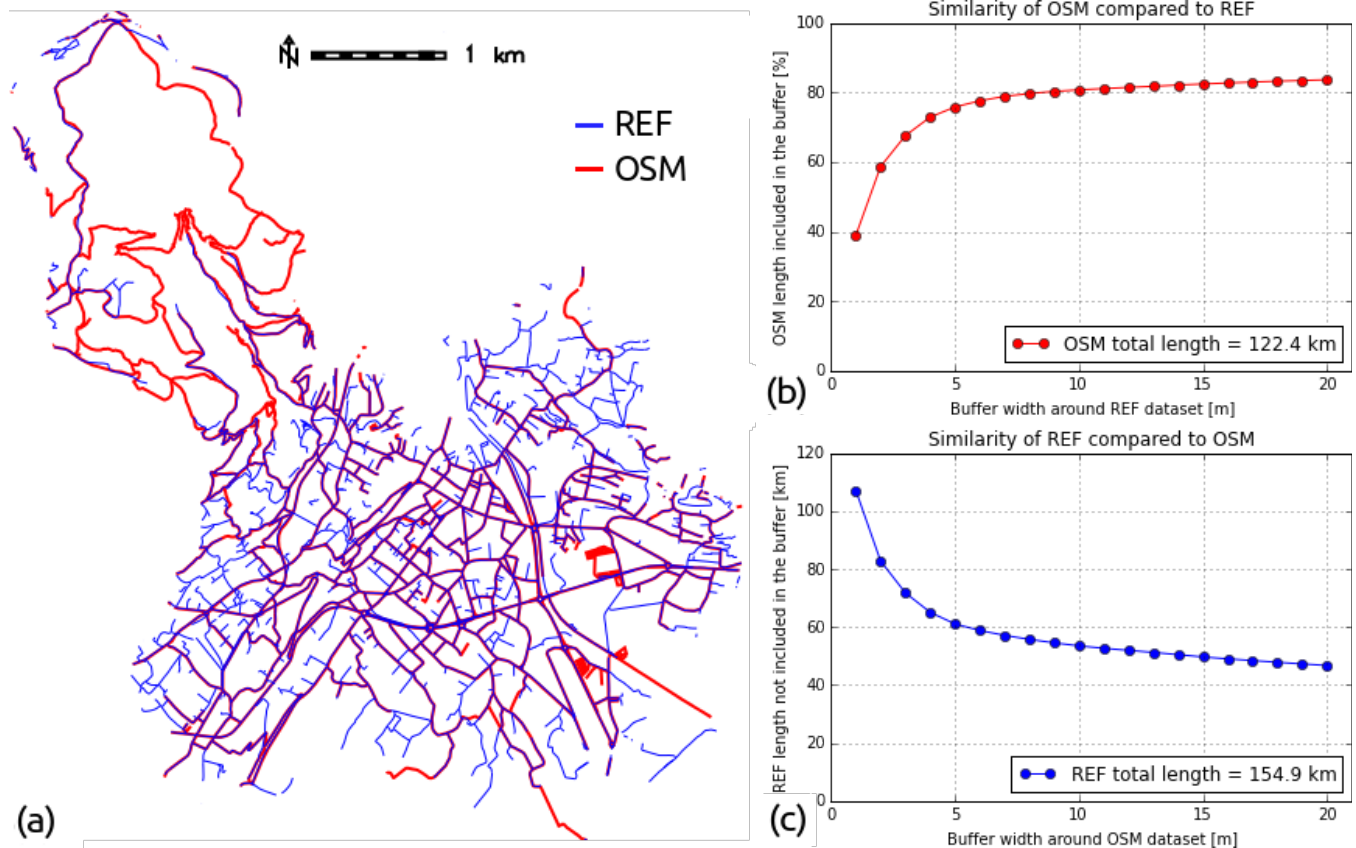 N
1 km
REF
OSM
(a)
Similarity of OSM compared to REF
OSM length included in the buffer [%]
100
80
60
40
20
0
0 5 10 15 20
OSM total length = 122.4 km
Buffer width around REF dataset [m]
(b)
Similarity of REF compared to OSM
REF length not included in the buffer [km]
120
100
80
60
40
20
0
0 5 10 15 20
REF total length = 154.9 km
Buffer width around OSM dataset [m]
(c)